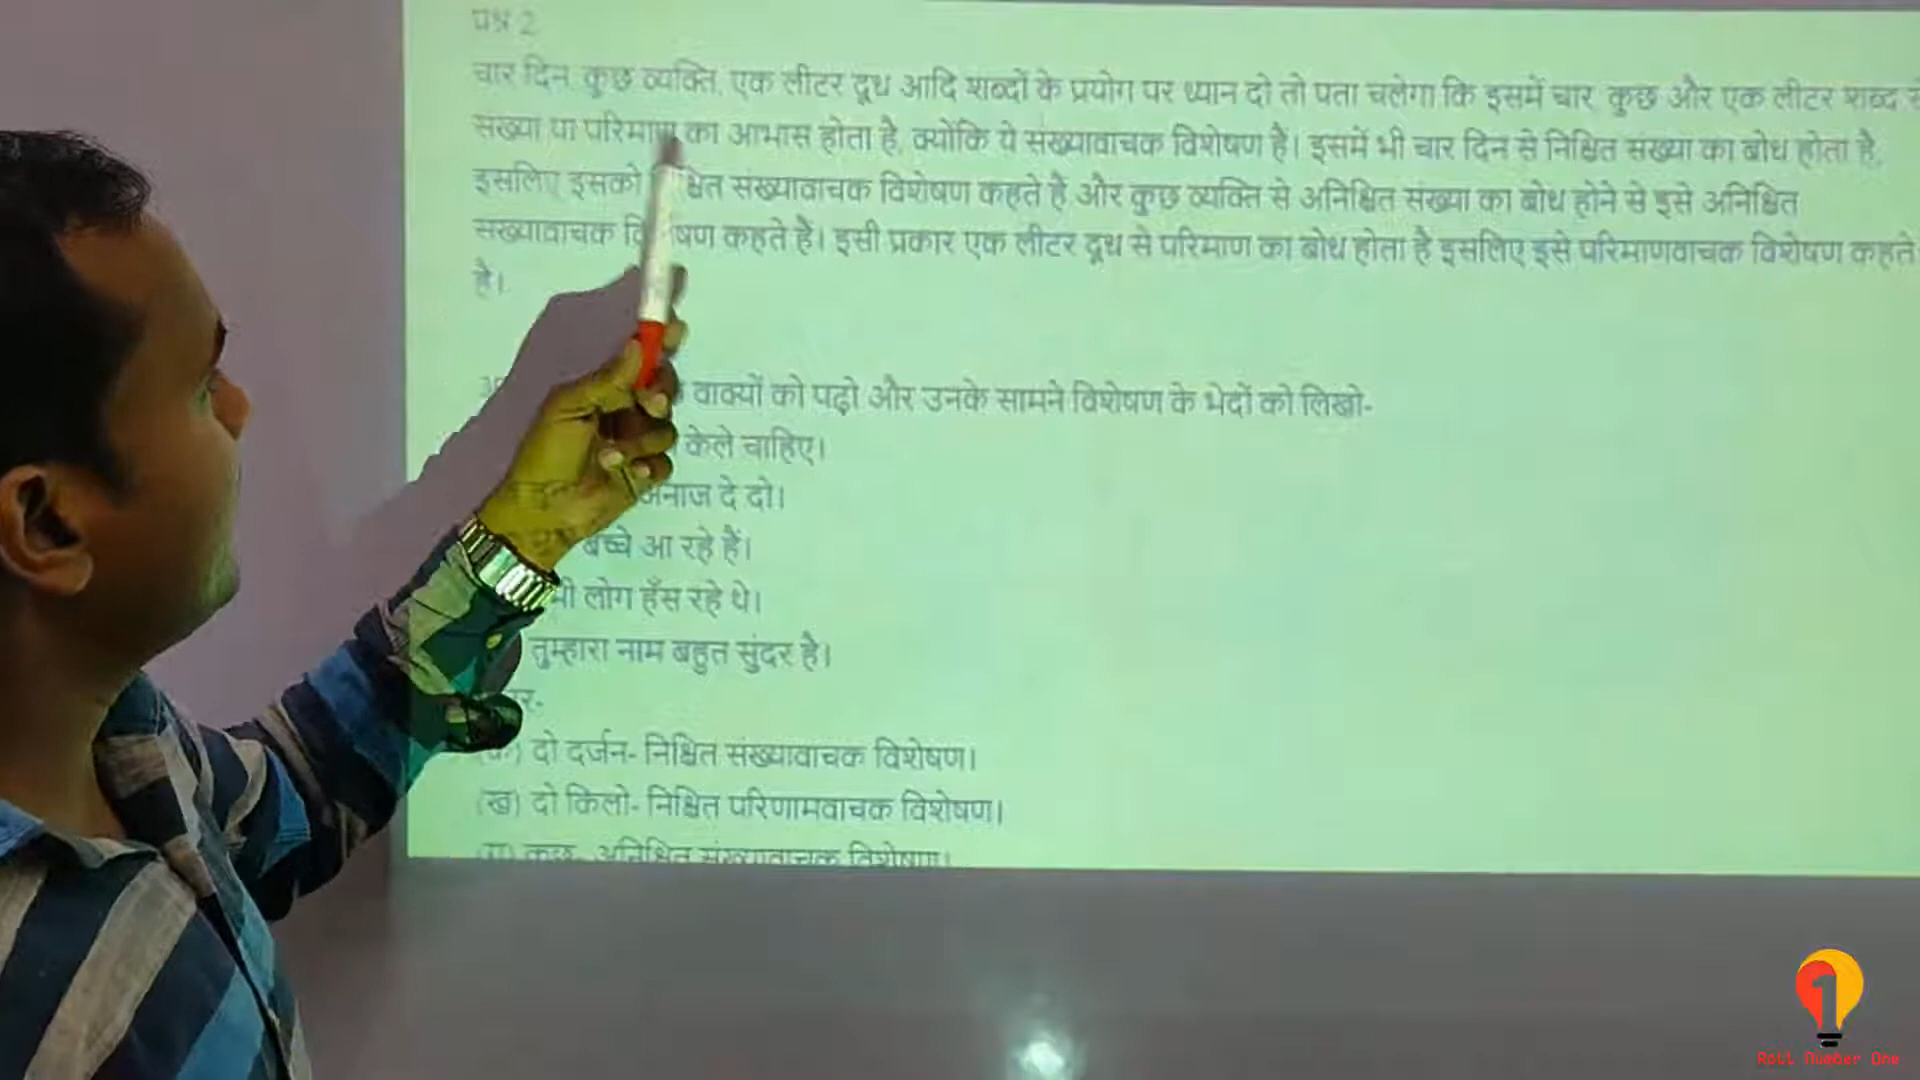 प्रश्न 2
चार दिन, कुछ व्यक्ति, एक लीटर दूध आदि शब्दों के प्रयोग पर ध्यान दो तो पता चलेगा कि इसमें चार, कुछ और एक लीटर शब्द
संख्या या परिमाण का आभास होता है, क्योंकि ये संख्यावाचक विशेषण हैं। इसमें भी चार दिन से निश्चित संख्या का बोध होता है,
इसलिए इसको संख्यावाचक विशेषण कहते हैं और कुछ व्यक्ति से अनिश्चित संख्या का बोध होने से इसे अनिश्चित
संख्यावाचक कहते हैं। इसी प्रकार एक लीटर दूध से परिमाण का बोध होता है इसलिए इसे परिमाणवाचक विशेषण कहते
हैं।
वाक्यों को पढ़ो और उनके सामने विशेषण के भेदों को लिखो-
केले चाहिए।
अनाज दे दो।
बच्चे आ रहे हैं।
लोग हँस रहे थे।
तुम्हारा नाम बहुत सुंदर है।
दो दर्जन- निश्चित संख्यावाचक विशेषण।
(ख) दो किलो- निश्चित परिणामवाचक विशेषण।
(ग) कुछ- अनिश्चित संख्यावाचक विशेषण।
1
Roll Number One